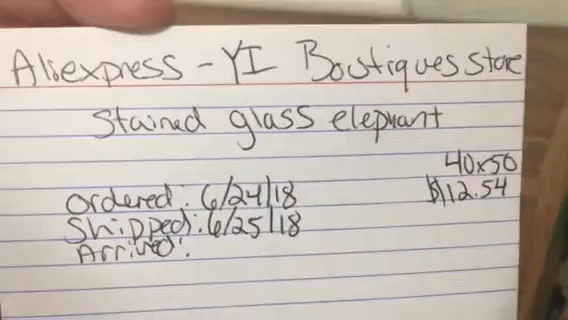 Aliexpress - YI Boutiques store
Stained glass elephant
40x50
Ordered: 6/24/18
$12.54
Shipped: 6/25/18
Arrived: